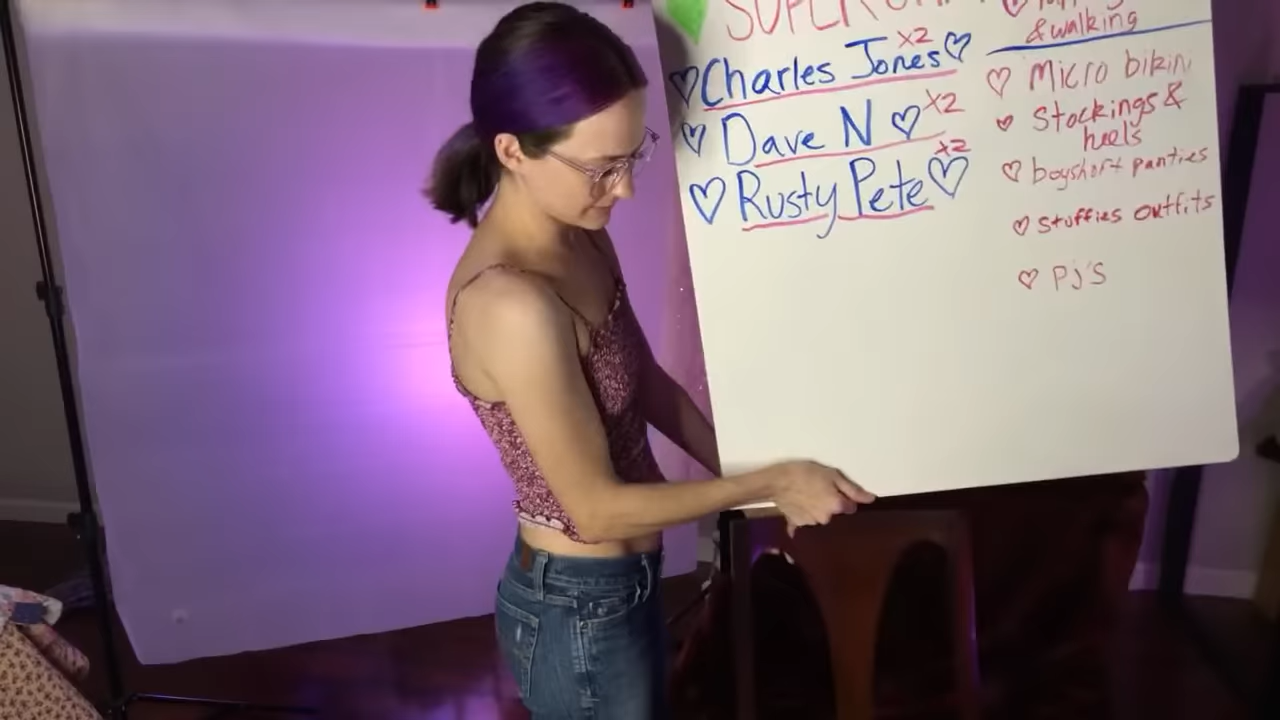 Charles Jones x2
Dave N x2
Rusty Pete x2
& walking
Micro bikini
Stockings &
heels
boyshort panties
Stuffies outfits
PJ's